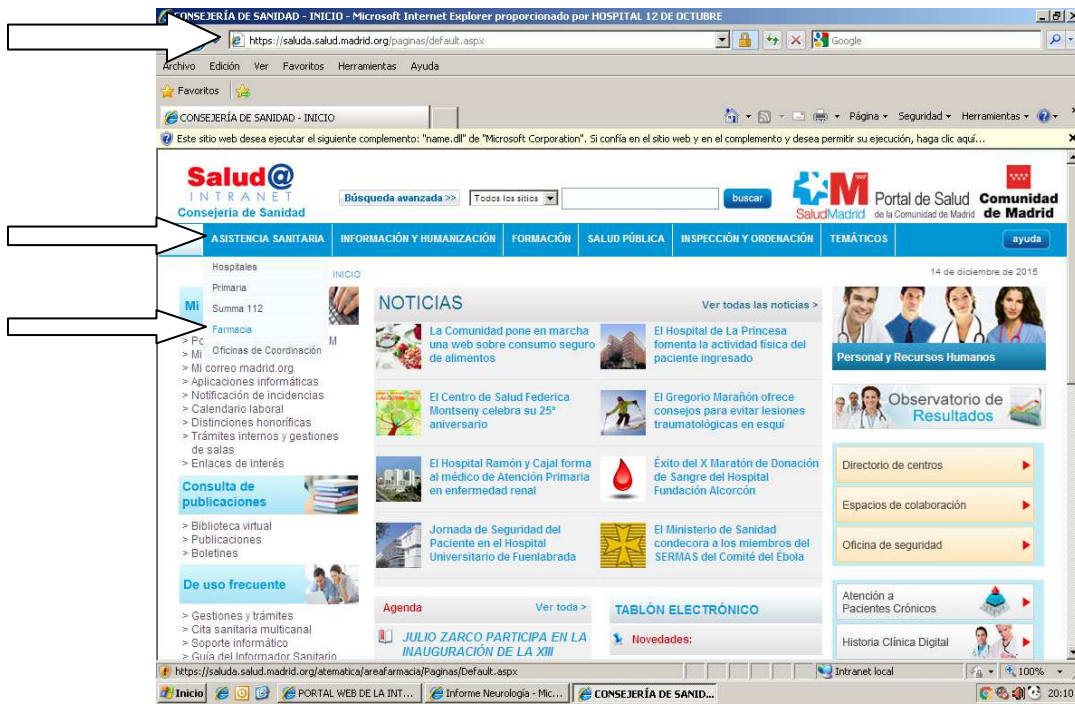 CONSEJERÍA DE SANIDAD - INICIO - Microsoft Internet Explorer proporcionado por HOSPITAL 12 DE OCTUBRE
https://saluda.salud.madrid.org/paginas/default.aspx
Google
Archivo Edición Ver Favoritos Herramientas Ayuda
Favoritos
CONSEJERÍA DE SANIDAD - INICIO
Página Seguridad Herramientas
Este sitio web desea ejecutar el siguiente complemento: "name.dll" de "Microsoft Corporation". Si confía en el sitio web y en el complemento y desea permitir su ejecución, haga clic aquí...
Salud@
INTRANET
Consejeria de Sanidad
Búsqueda avanzada >>
Todos los sitios
buscar
SaludMadrid
Portal de Salud
de la Comunidad de Madrid
Comunidad
de Madrid
ASISTENCIA SANITARIA INFORMACIÓN Y HUMANIZACIÓN FORMACIÓN SALUD PÚBLICA INSPECCIÓN Y ORDENACIÓN TEMÁTICOS ayuda
Hospitales
Primaria
Summa 112
Farmacia
Oficinas de Coordinación
INICIO
14 de diciembre de 2015
Mi
> Mi
M
> Mi correo madrid.org
> Aplicaciones informáticas
> Notificación de incidencias
> Calendario laboral
> Distinciones honoríficas
> Trámites internos y gestiones
de salas
> Enlaces de interés
Consulta de
publicaciones
> Biblioteca virtual
> Publicaciones
> Boletines
De uso frecuente
> Gestiones y trámites
> Cita sanitaria multicanal
> Soporte informático
> Guía del Informador Sanitario
NOTICIAS
Ver todas las noticias >
La Comunidad pone en marcha
una web sobre consumo seguro
de alimentos
El Hospital de La Princesa
fomenta la actividad física del
paciente ingresado
El Centro de Salud Federica
Montseny celebra su 25ª
aniversario
El Gregorio Marañón ofrece
consejos para evitar lesiones
traumatológicas en esquí
El Hospital Ramón y Cajal forma
al médico de Atención Primaria
en enfermedad renal
Éxito del X Maratón de Donación
de Sangre del Hospital
Fundación Alcorcón
Jornada de Seguridad del
Paciente en el Hospital
Universitario de Fuenlabrada
El Ministerio de Sanidad
condecora a los miembros del
SERMAS del Comité del Ébola
Agenda
Ver toda >
JULIO ZARCO PARTICIPA EN LA
INAUGURACIÓN DE LA XIII
TABLÓN ELECTRÓNICO
Novedades:
Personal y Recursos Humanos
Observatorio de
Resultados
Directorio de centros
Espacios de colaboración
Oficina de seguridad
Atención a
Pacientes Crónicos
Historia Clínica Digital
https://saluda.salud.madrid.org/atematica/areafarmacia/Paginas/Default.aspx
Intranet local
100%
Inicio
PORTAL WEB DE LA INT...
Informe Neurología - Mic...
CONSEJERÍA DE SANID...
20:10